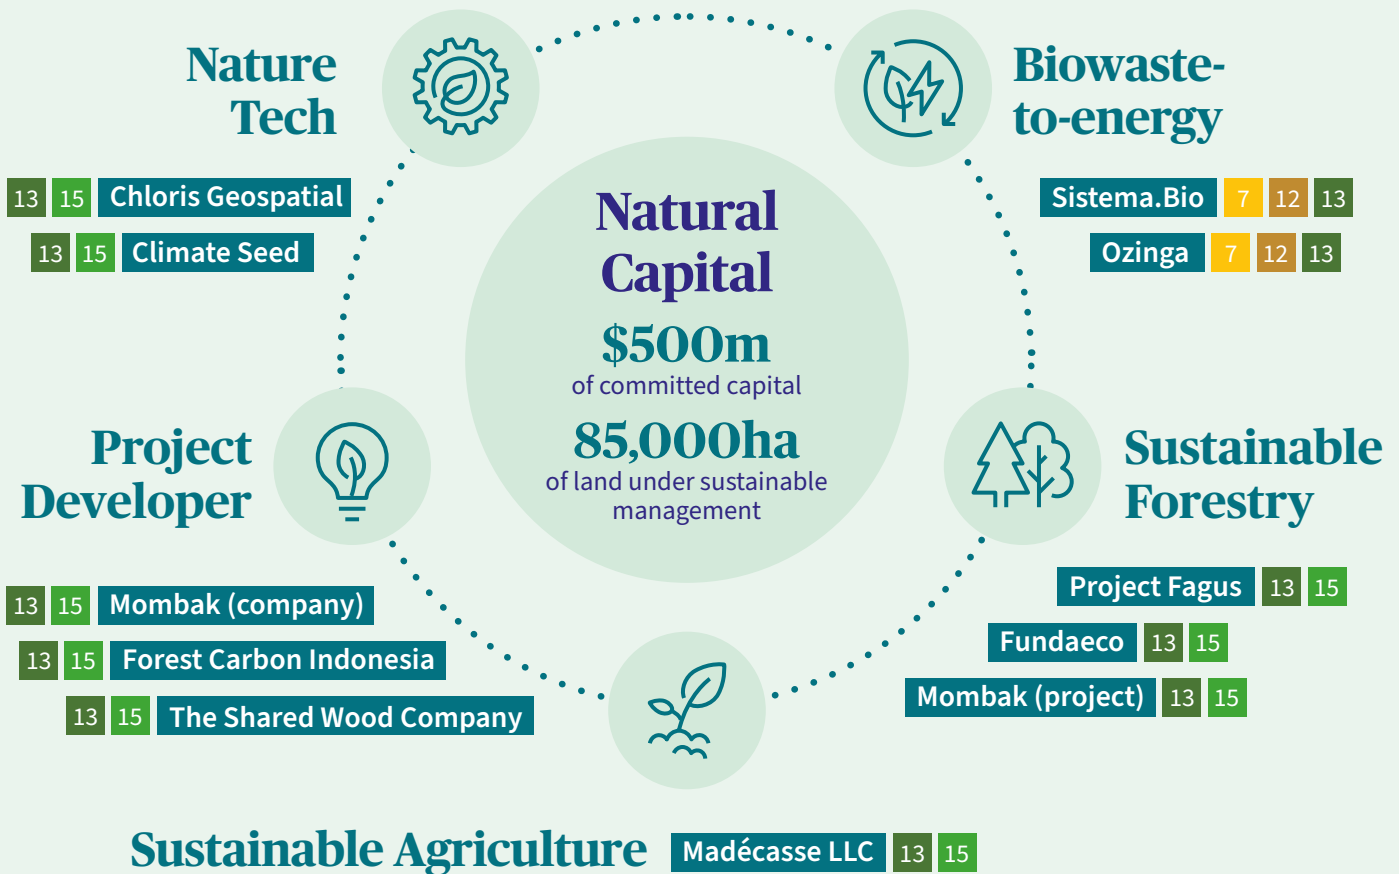 Nature
Tech
13 15 Chloris Geospatial
13 15 Climate Seed
Biowaste-
to-energy
Sistema.Bio 7 12 13
Ozinga 7 12 13
Natural
Capital
$500m
of committed capital
85,000ha
of land under sustainable
management
Project
Developer
13 15 Mombak (company)
13 15 Forest Carbon Indonesia
13 15 The Shared Wood Company
Sustainable
Forestry
Project Fagus 13 15
Fundaeco 13 15
Mombak (project) 13 15
Sustainable Agriculture Madécasse LLC 13 15